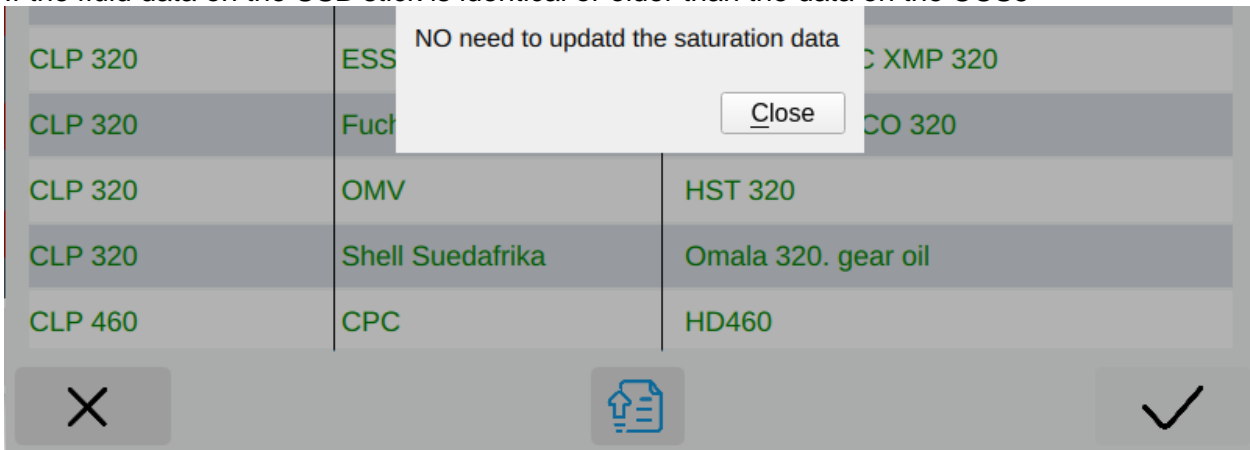 NO need to updatd the saturation data
Close
CLP 320 XMP 320
CLP 320 CO 320
CLP 320 OMV HST 320
CLP 320 Shell Suedafrika Omala 320. gear oil
CLP 460 CPC HD460